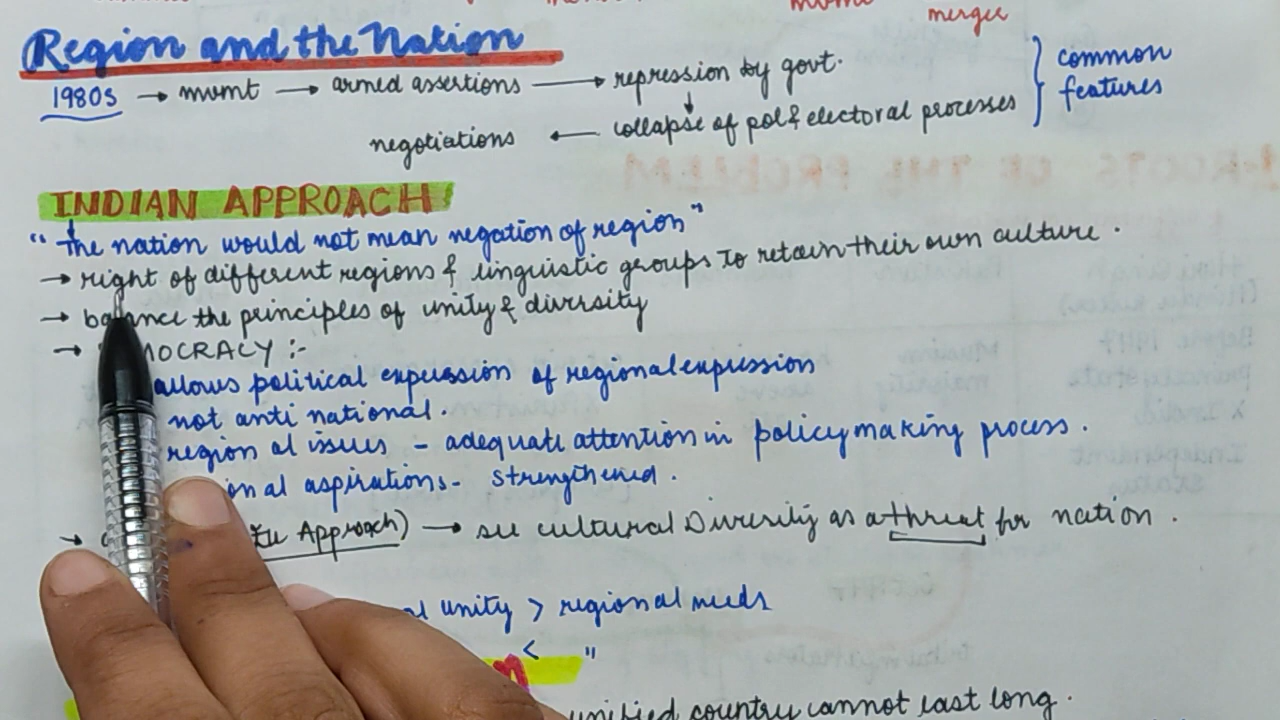 mvmt merger
Region and the Nation
1980s → mvmt → armed assertions → repression by govt.
common
features
negotiations ← collapse of pol & electoral processes
INDIAN APPROACH
"the nation would not mean negation of region"
→ right of different regions & linguistic groups to retain their own culture.
→ balance the principles of unity & diversity
→ MOCRACY :-
allows political expression of regional expression
not anti national.
regional issues - adequate attention in policy making process.
onal aspirations - strengthened.
→ Approach) → see cultural Diversity as a threat for nation.
unity > regional needs
< "
unified country cannot last long.